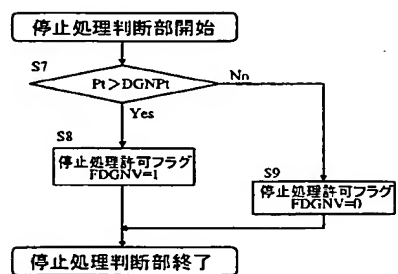 停止処理判断部開始
S7
Pt>DGNPt
No
Yes
S8
停止処理許可フラグ
FDGNV=1
S9
停止処理許可フラグ
FDGNV=0
停止処理判断部終了